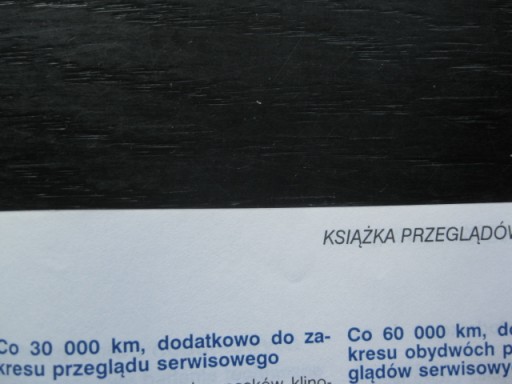 KSIĄŻKA PRZEGLĄDÓW
Co 30 000 km, dodatkowo do za-
kresu przeglądu serwisowego
Co 60 000 km,
kresu obydwóch
glądów serwisowy